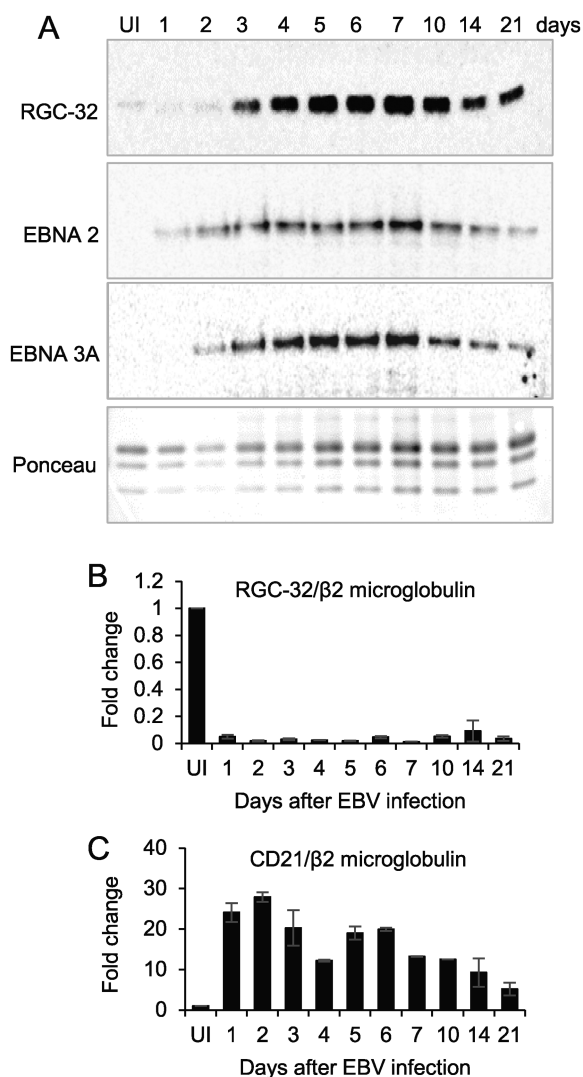 A
UI 1 2 3 4 5 6 7 10 14 21 days
RGC-32
EBNA 2
EBNA 3A
Ponceau
B
RGC-32/β2 microglobulin
Fold change
1.2
1
0.8
0.6
0.4
0.2
0
UI 1 2 3 4 5 6 7 10 14 21
Days after EBV infection
C
CD21/β2 microglobulin
Fold change
40
30
20
10
0
UI 1 2 3 4 5 6 7 10 14 21
Days after EBV infection